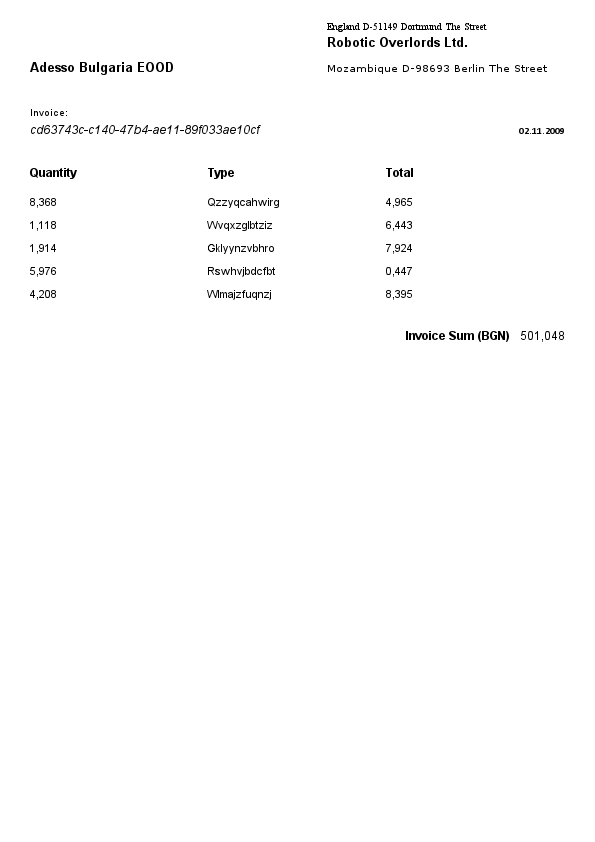 England D-51149 Dortmund The Street
Robotic Overlords Ltd.
Adesso Bulgaria EOOD
Mozambique D-98693 Berlin The Street
Invoice:
cd63743c-c140-47b4-ae11-89f033ae10cf 02.11.2009
Quantity Type Total
8,368 Qzzyqcahwirg 4,965
1,118 Wvqxzglbtziz 6,443
1,914 Gklyynzvbhro 7,924
5,976 Rswhvjbdcfbt 0,447
4,208 Wlmajzfuqnzj 8,395
Invoice Sum (BGN) 501,048